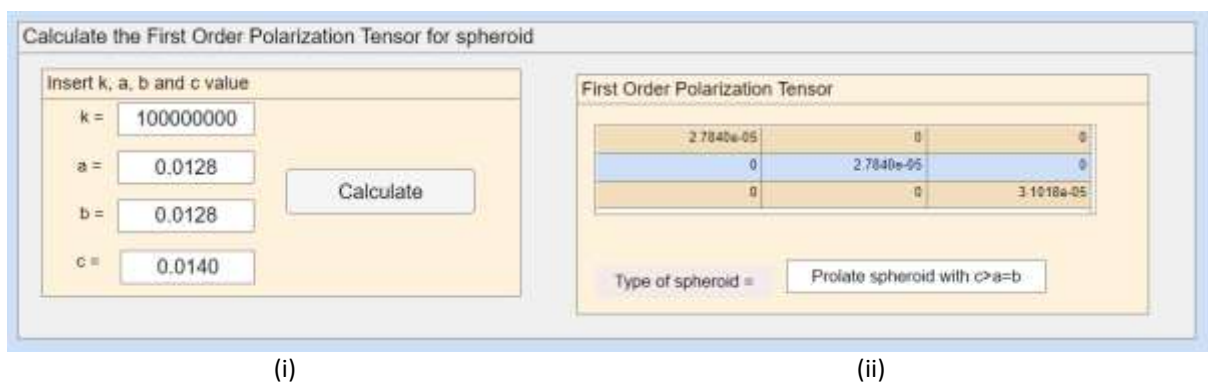 Calculate the First Order Polarization Tensor for spheroid
Insert k, a, b and c value
k = 100000000
a = 0.0128
b = 0.0128
c = 0.0140
Calculate
First Order Polarization Tensor
2.7840e-05 0 0
0 2.7840e-05 0
0 0 3.1018e-05
Type of spheroid = Prolate spheroid with c>a=b
(i) (ii)